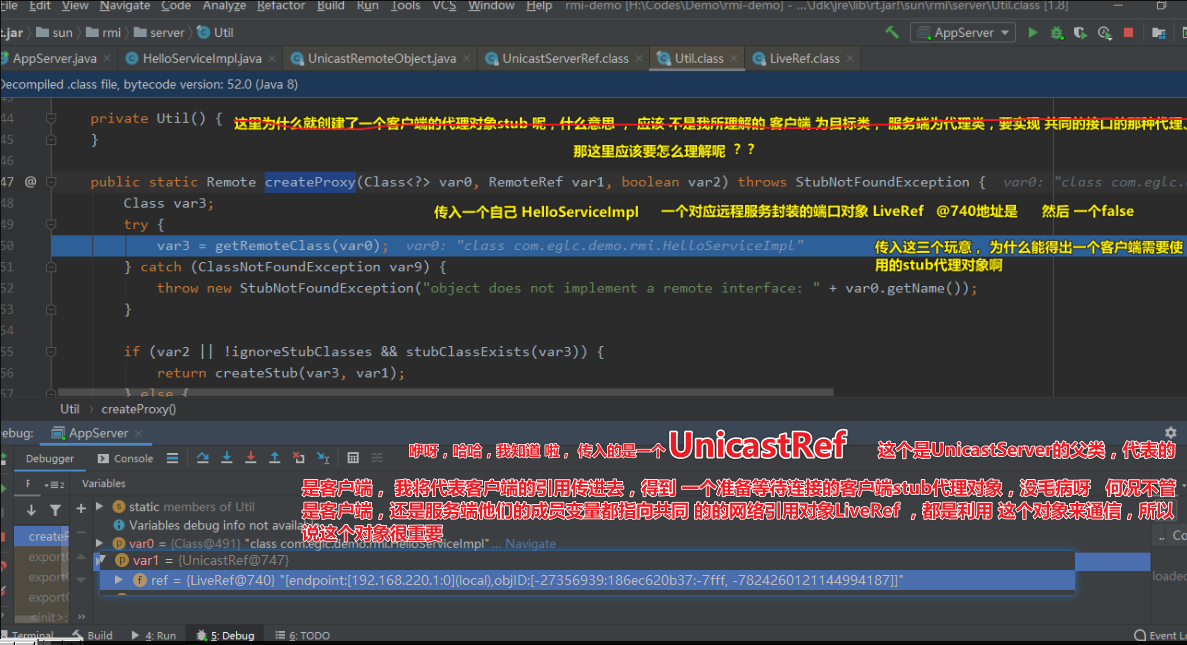 File Edit View Navigate Code Analyze Refactor Build Run Tools VCS Window Help rmi-demo [H:\Codes\Demo\rmi-demo] - ...\Jdk\jre\lib\rt.jar!\sun\rmi\server\Util.class [1.8]
t.jar sun rmi server Util AppServer
AppServer.java HelloServiceImpl.java UnicastRemoteObject.java UnicastServerRef.class Util.class LiveRef.class
Decompiled .class file, bytecode version: 52.0 (Java 8)
44 private Util() { 这里为什么就创建了一个客户端的代理对象stub 呢，什么意思 ， 应该 不是我所理解的 客户端 为目标类， 服务端为代理类，要实现 共同的接口的那种代理、
45 }
46 那这里应该要怎么理解呢 ？？
47 @ public static Remote createProxy(Class<?> var0, RemoteRef var1, boolean var2) throws StubNotFoundException { var0: "class com.eglc.
48 Class var3; 传入一个自己 HelloServiceImpl 一个对应远程服务封装的端口对象 LiveRef @740地址是 然后 一个false
49 try {
50 var3 = getRemoteClass(var0); var0: "class com.eglc.demo.rmi.HelloServiceImpl" 传入这三个玩意 ，为什么能得出一个客户端需要使
51 } catch (ClassNotFoundException var9) { 用的stub代理对象啊
52 throw new StubNotFoundException("object does not implement a remote interface: " + var0.getName());
53 }
54
55 if (var2 || !ignoreStubClasses && stubClassExists(var3)) {
56 return createStub(var3, var1);
57 } else {
Util createProxy()
Debug: AppServer
Debugger Console 咿呀，哈哈，我知道 啦， 传入的是一个 UnicastRef 这个是UnicastServer的父类，代表的
F 2 Variables 是客户端 ， 我将代表客户端的引用传进去，得到 一个准备等待连接的客户端stub代理对象，没毛病呀 何况不管
static members of Util 是客户端，还是服务端他们的成员变量都指向共同 的的网络引用对象LiveRef ，都是利用 这个对象来通信，所以
Variables debug info not available 说这个对象很重要
createP var0 = {Class@491} "class com.eglc.demo.rmi.HelloServiceImpl" ... Navigate
exportO var1 = {UnicastRef@747}
exportO ref = {LiveRef@740} "[endpoint:[192.168.220.1:0](local),objID:[-27356939:186ec620b37:-7fff, -7824260121144994187]]" loaded
exportO
<init>:
Terminal Build 4: Run 5: Debug 6: TODO Event L